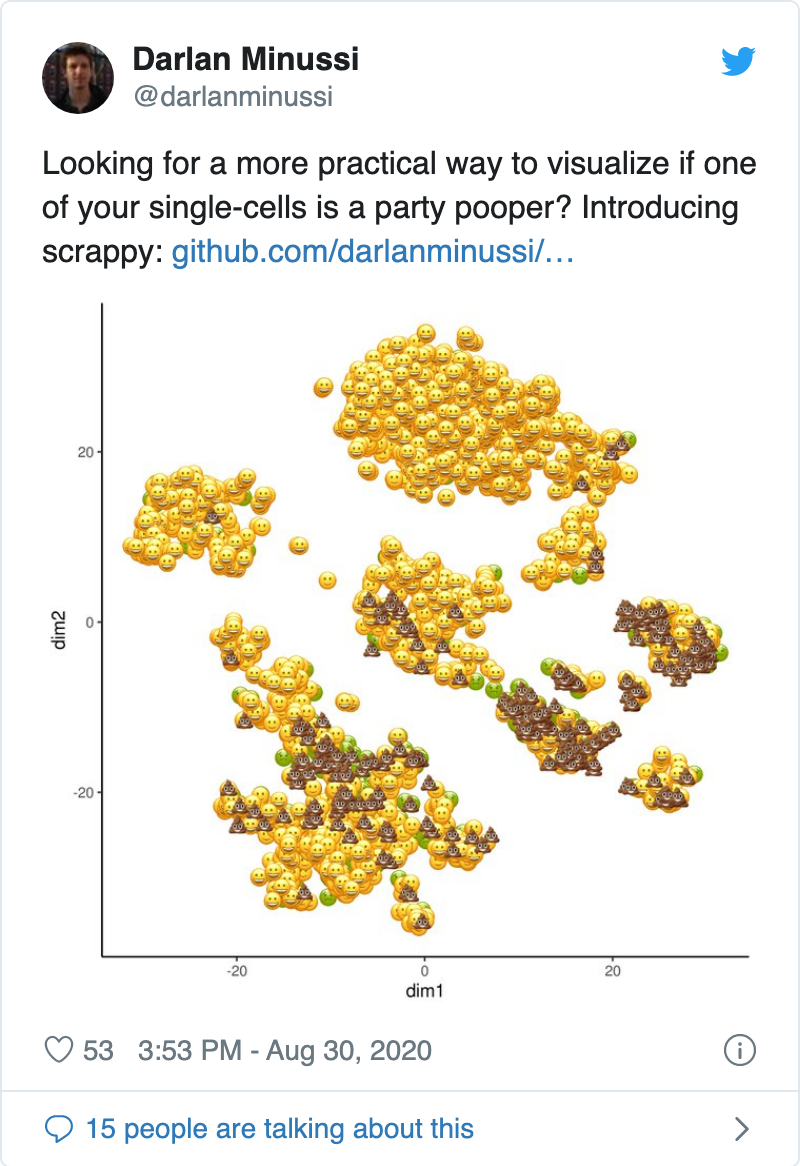 Darlan Minussi
@darlanminussi
Looking for a more practical way to visualize if one
of your single-cells is a party pooper? Introducing
scrappy: github.com/darlanminussi/…
20
0
-20
dim2
-20
0
20
dim1
53 3:53 PM - Aug 30, 2020
15 people are talking about this